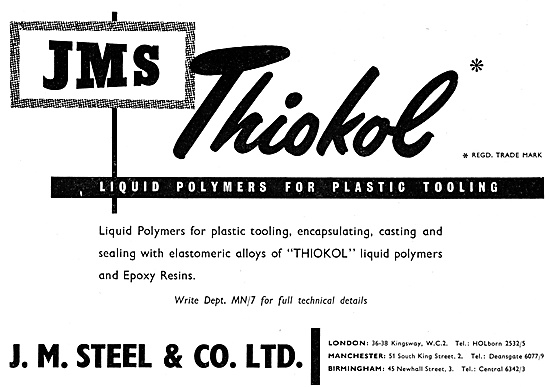 JMS
Thiokol *
* REGD. TRADE MARK
LIQUID POLYMERS FOR PLASTIC TOOLING
Liquid Polymers for plastic tooling, encapsulating, casting and
sealing with elastomeric alloys of "THIOKOL" liquid polymers
and Epoxy Resins.
Write Dept. MN/7 for full technical details
J. M. STEEL & CO. LTD.
LONDON: 36-38 Kingsway, W.C.2. Tel.: HOLborn 2532/5
MANCHESTER: 51 South King Street, 2. Tel.: Deansgate 6077/9
BIRMINGHAM: 45 Newhall Street, 3. Tel.: Central 6342/3